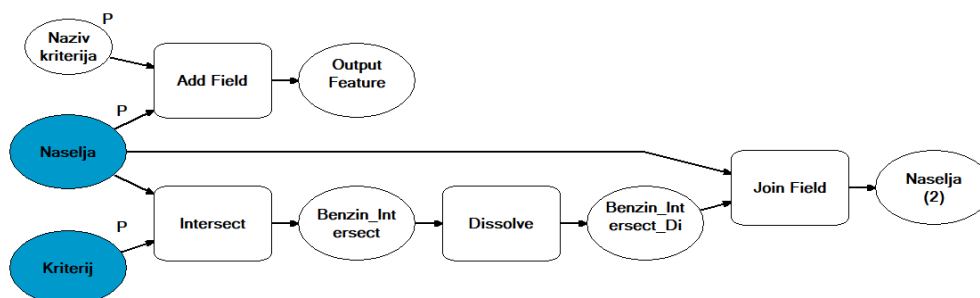 P
Naziv
kriterija
Add Field
Output
Feature
P
Naselja
Join Field
Naselja
(2)
P
Intersect
Benzin_Int
ersect
Dissolve
Benzin_Int
ersect_Di
Kriterij